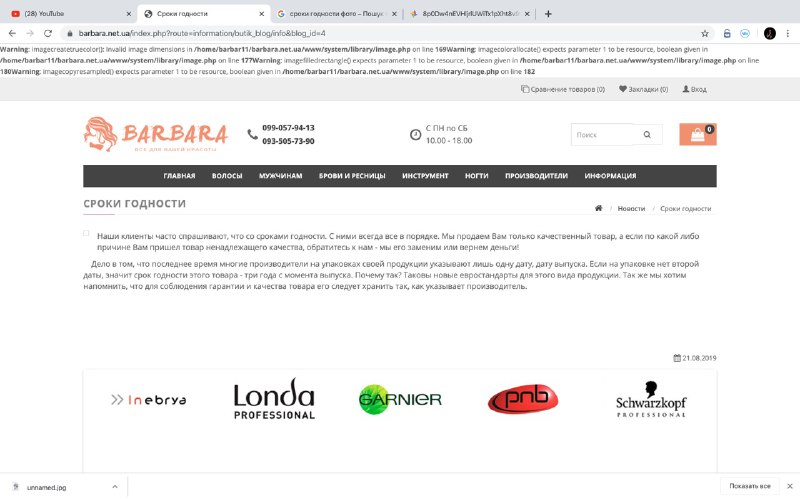 (28) YouTube
Сроки годности
сроки годности фото – Пошук
barbara.net.ua/index.php?route=information/butik_blog/info&blog_id=4
Warning: imagecreatetruecolor(): Invalid image dimensions in /home/barbar11/barbara.net.ua/www/system/library/image.php on line 169Warning: imagecolorallocate() expects parameter 1 to be resource, boolean given in
/home/barbar11/barbara.net.ua/www/system/library/image.php on line 177Warning: imagefilledrectangle() expects parameter 1 to be resource, boolean given in /home/barbar11/barbara.net.ua/www/system/library/image.php on line
180Warning: imagecopyresampled() expects parameter 1 to be resource, boolean given in /home/barbar11/barbara.net.ua/www/system/library/image.php on line 182
Сравнение товаров (0) Закладки (0) Вход
BARBARA
ВСЕ ДЛЯ ВАШЕЙ КРАСОТЫ
099-057-94-13
093-505-73-90
С ПН по СБ
10.00 - 18.00
Поиск
0
ГЛАВНАЯ ВОЛОСЫ МУЖЧИНАМ БРОВИ И РЕСНИЦЫ ИНСТРУМЕНТ НОГТИ ПРОИЗВОДИТЕЛИ ИНФОРМАЦИЯ
СРОКИ ГОДНОСТИ
/ Новости / Сроки годности
Наши клиенты часто спрашивают, что со сроками годности. С ними всегда все в порядке. Мы продаем Вам только качественный товар, а если по какой либо
причине Вам пришел товар ненадлежащего качества, обратитесь к нам - мы его заменим или вернем деньги!
Дело в том, что последнее время многие производители на упаковках своей продукции указывают лишь одну дату, дату выпуска. Если на упаковке нет второй
даты, значит срок годности этого товара - три года с момента выпуска. Почему так? Таковы новые евростандарты для этого вида продукции. Так же мы хотим
напомнить, что для соблюдения гарантии и качества товара его следует хранить так, как указывает производитель.
21.08.2019
Inebrya
Londa
PROFESSIONAL
GARNIER
pnb
Schwarzkopf
PROFESSIONAL
unnamed.jpg
Показать все